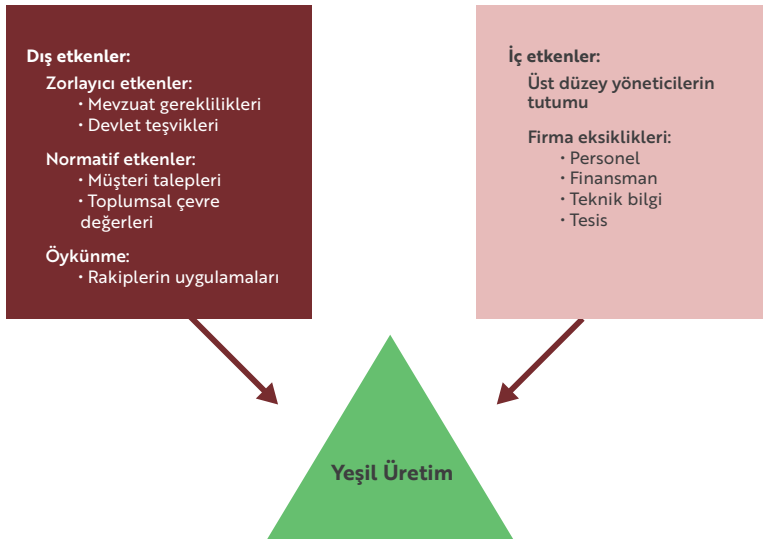 Dış etkenler:
Zorlayıcı etkenler:
· Mevzuat gereklilikleri
· Devlet teşvikleri
Normatif etkenler:
· Müşteri talepleri
· Toplumsal çevre
değerleri
Öykünme:
· Rakiplerin uygulamaları
İç etkenler:
Üst düzey yöneticilerin
tutumu
Firma eksiklikleri:
· Personel
· Finansman
· Teknik bilgi
· Tesis
Yeşil Üretim